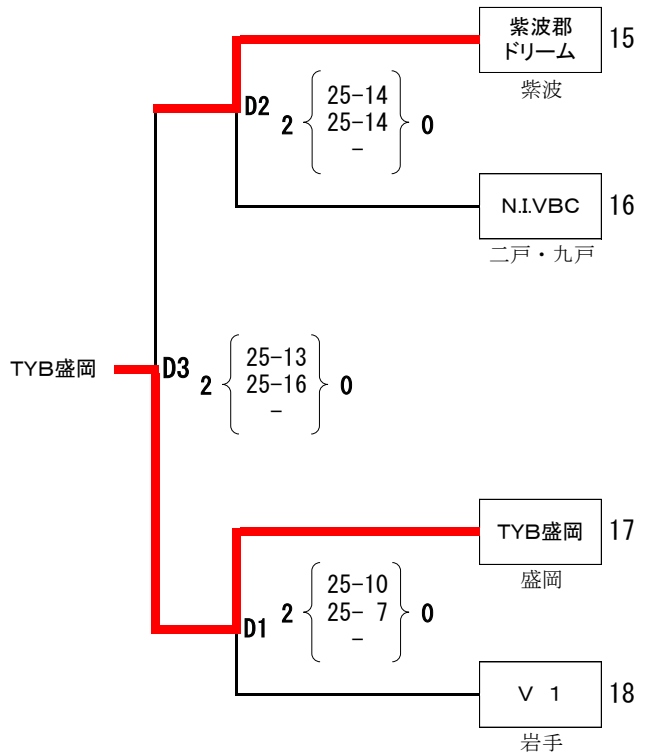 紫波郡
ドリーム
15
紫波
D2
2
25-14
25-14
-
0
N.I.VBC
16
二戸・九戸
TYB盛岡
D3
2
25-13
25-16
-
0
TYB盛岡
17
盛岡
D1
2
25-10
25- 7
-
0
V 1
18
岩手